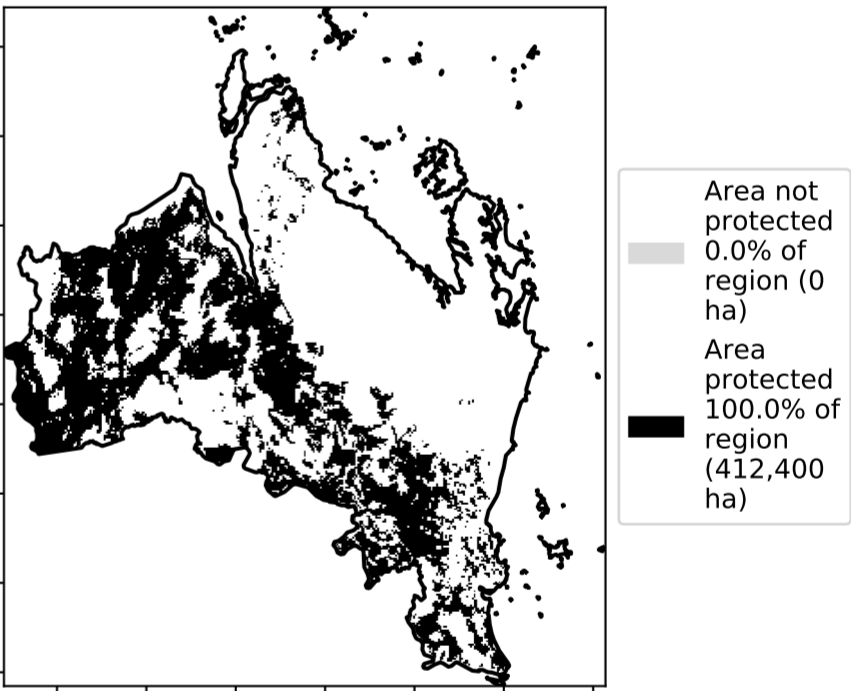 Area not
protected
0.0% of
region (0
ha)
Area
protected
100.0% of
region
(412,400
ha)